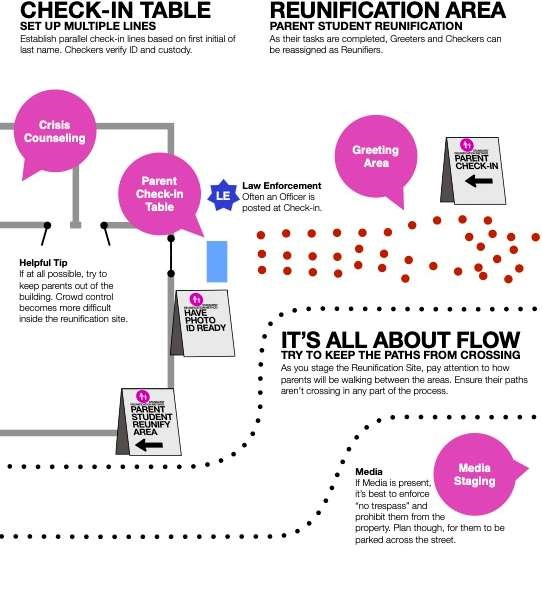 CHECK-IN TABLE
SET UP MULTIPLE LINES
Establish parallel check-in lines based on first initial of
last name. Checkers verify ID and custody.
REUNIFICATION AREA
PARENT STUDENT REUNIFICATION
As their tasks are completed, Greeters and Checkers can
be reassigned as Reunifiers.
Crisis
Counseling
Parent
Check-in
Table
LE
Law Enforcement
Often an Officer is
posted at Check-in.
Greeting
Area
PARENT
CHECK-IN
Helpful Tip
If at all possible, try to
keep parents out of the
building. Crowd control
becomes more difficult
inside the reunification site.
HAVE
PHOTO
ID READY
IT'S ALL ABOUT FLOW
TRY TO KEEP THE PATHS FROM CROSSING
As you stage the Reunification Site, pay attention to how
parents will be walking between the areas. Ensure their paths
aren't crossing in any part of the process.
PARENT
STUDENT
REUNIFY
AREA
Media
If Media is present,
it's best to enforce
"no trespass" and
prohibit them from the
property. Plan though, for them to be
parked across the street.
Media
Staging